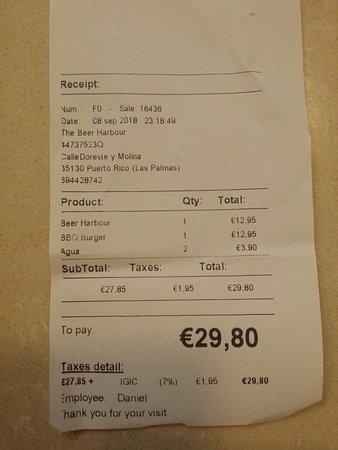 Receipt:
Num.: F0 - Sale 16436
Date: 08 sep 2018 23:18:49
The Beer Harbour
44737523Q
CalleDoreste y Molina
35130 Puerto Rico (Las Palmas)
694428742
Product: Qty: Total:
Beer Harbour 1 €12,95
BBQ Burger 1 €12,95
Agua 2 €3,90
SubTotal: Taxes: Total:
€27,85 €1,95 €29,80
To pay €29,80
Taxes detail:
€27,85 + IGIC (7%) €1,95 €29,80
Employee: Daniel
Thank you for your visit